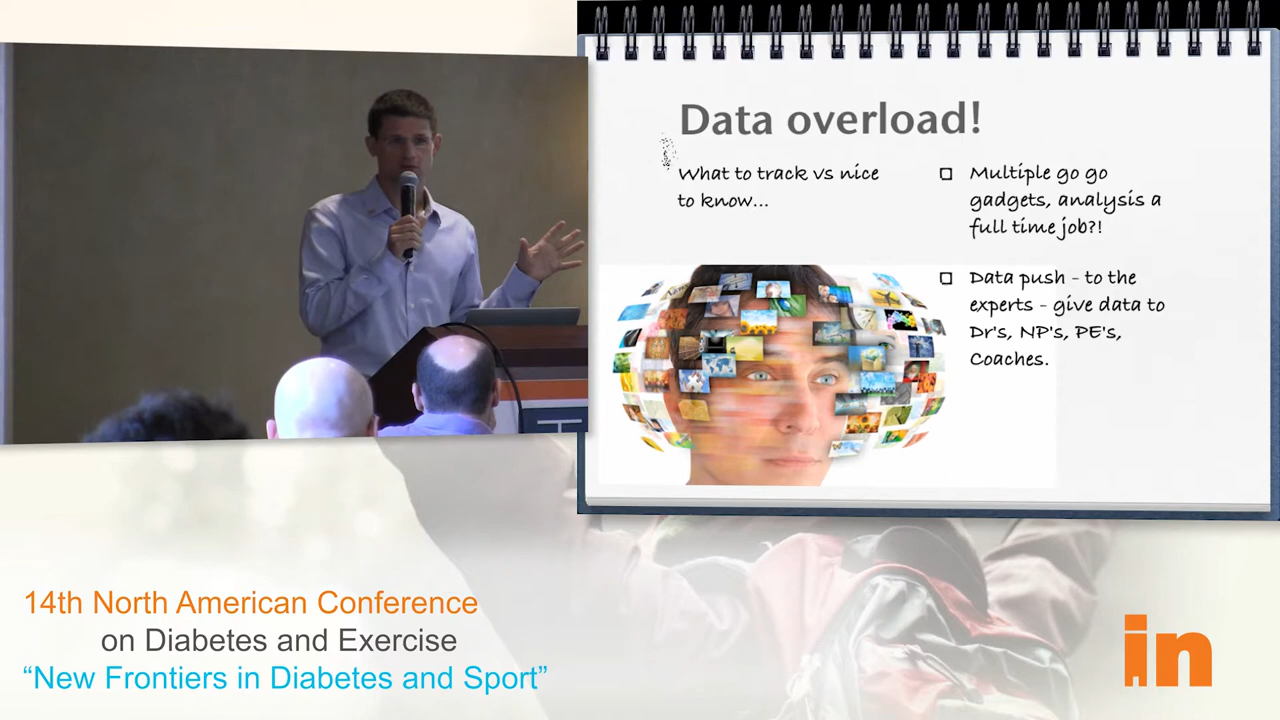 Data overload!
What to track vs nice
to know...
Multiple go go
gadgets, analysis a
full time job?!
Data push - to the
experts - give data to
Dr's, NP's, PE's,
Coaches.
14th North American Conference
on Diabetes and Exercise
“New Frontiers in Diabetes and Sport”
in